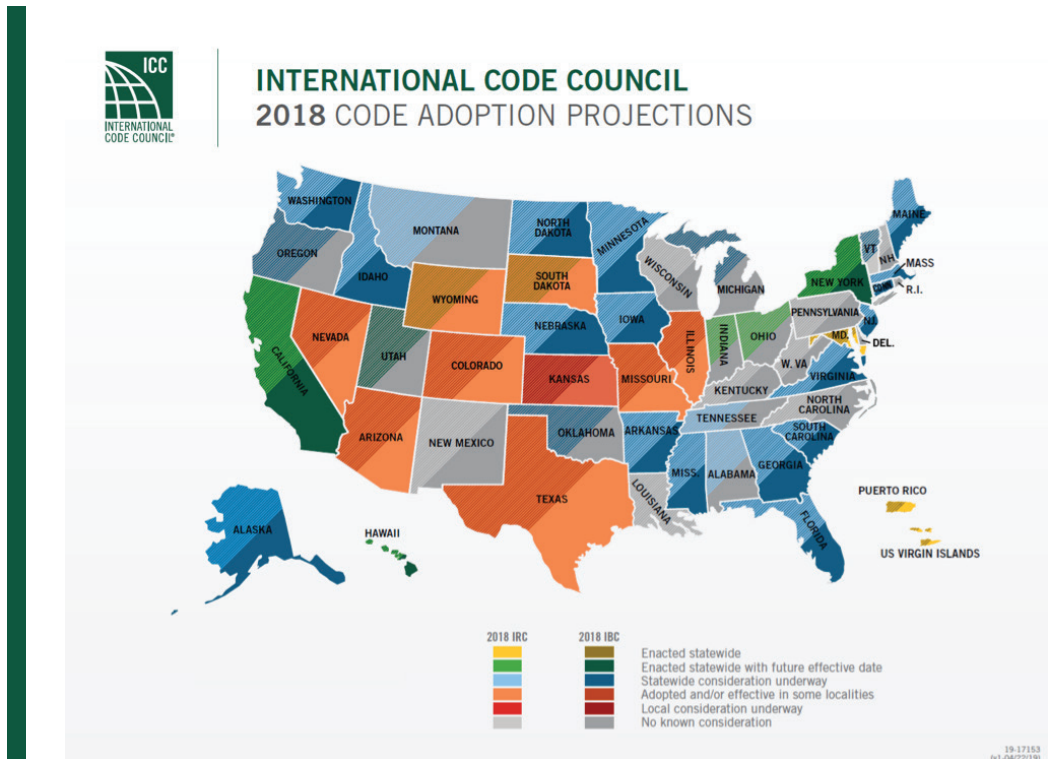 ICC
INTERNATIONAL
CODE COUNCIL®
INTERNATIONAL CODE COUNCIL
2018 CODE ADOPTION PROJECTIONS
WASHINGTON
MONTANA
NORTH
DAKOTA
MINNESOTA
MAINE
OREGON
IDAHO
WYOMING
SOUTH
DAKOTA
WISCONSIN
MICHIGAN
VT.
NH.
MASS
NEW YORK
CONN.
R.I.
NEVADA
UTAH
COLORADO
NEBRASKA
IOWA
ILLINOIS
INDIANA
OHIO
PENNSYLVANIA
N.J.
MD.
DEL.
CALIFORNIA
KANSAS
MISSOURI
KENTUCKY
W. VA
VIRGINIA
ARIZONA
NEW MEXICO
OKLAHOMA
ARKANSAS
TENNESSEE
NORTH
CAROLINA
SOUTH
CAROLINA
TEXAS
LOUISIANA
MISS.
ALABAMA
GEORGIA
FLORIDA
ALASKA
HAWAII
PUERTO RICO
US VIRGIN ISLANDS
2018 IRC 2018 IBC
Enacted statewide
Enacted statewide with future effective date
Statewide consideration underway
Adopted and/or effective in some localities
Local consideration underway
No known consideration
19-17153
(v1-04/22/19)